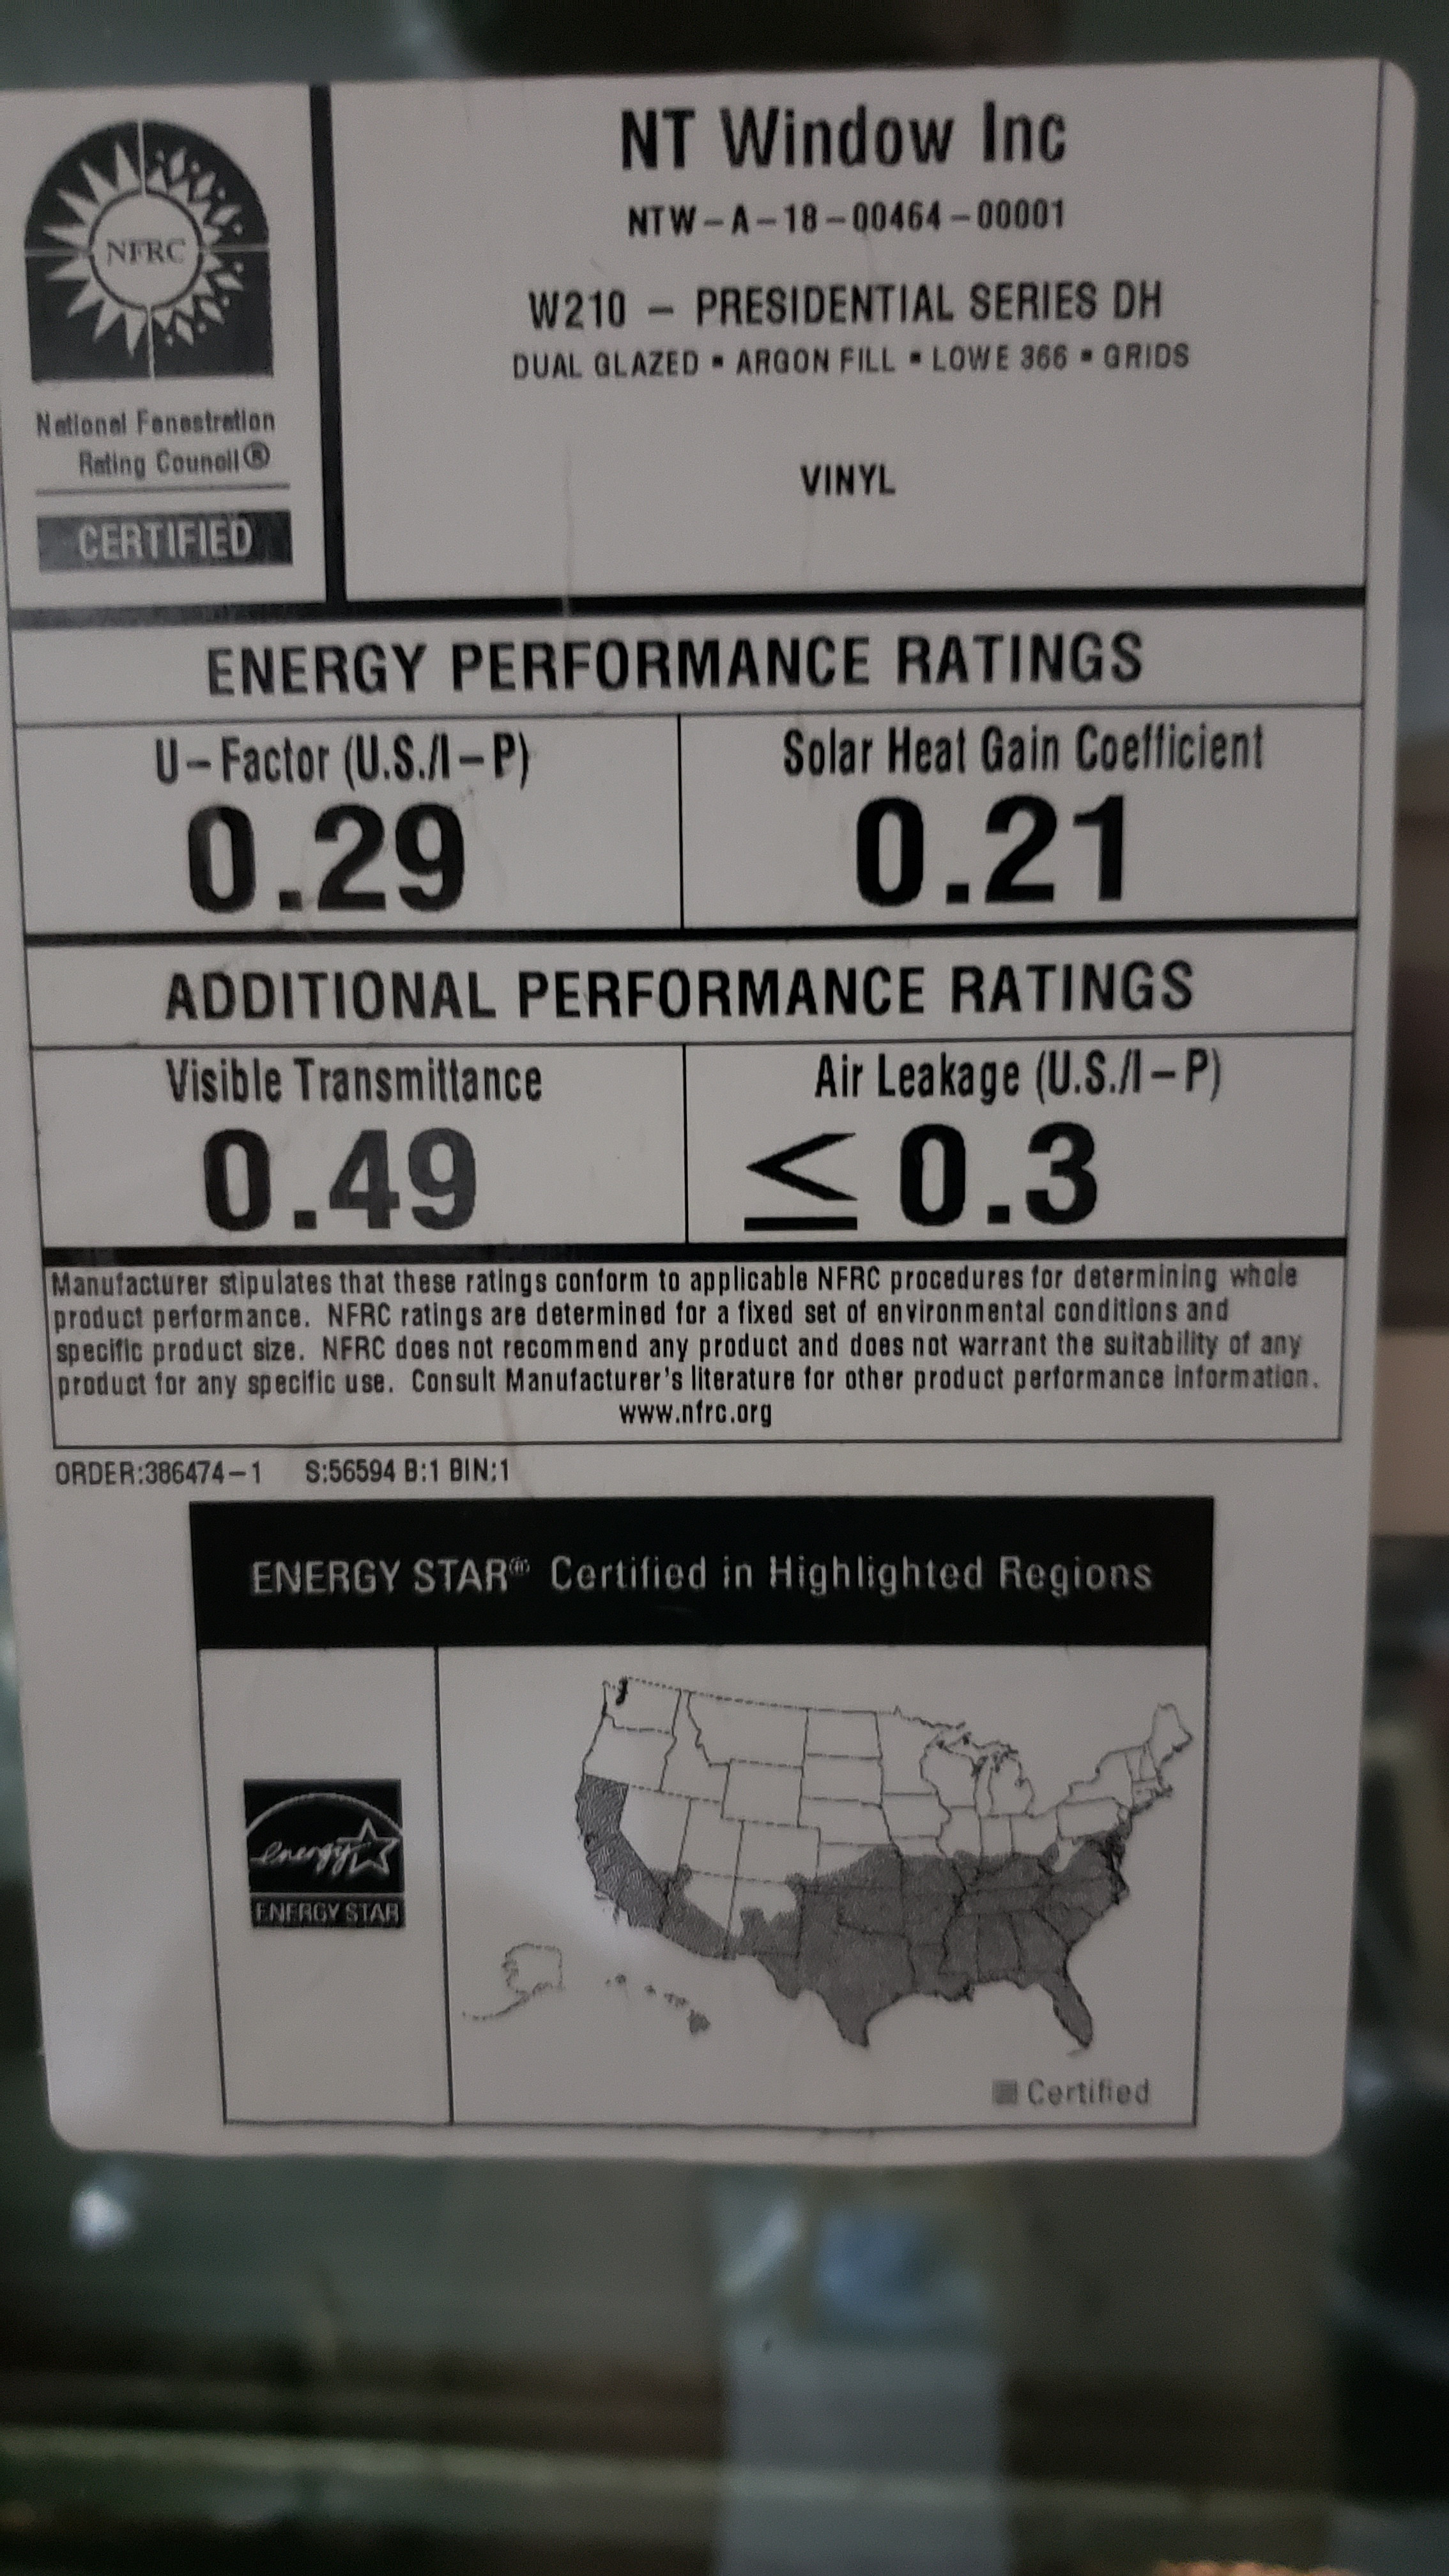 NFRC
National Fenestration
Rating Council®
CERTIFIED
NT Window Inc
NTW-A-18-00464-00001
W210 - PRESIDENTIAL SERIES DH
DUAL GLAZED ▪ ARGON FILL ▪ LOWE 366 ▪ GRIDS
VINYL
ENERGY PERFORMANCE RATINGS
U-Factor (U.S./I-P)
0.29
Solar Heat Gain Coefficient
0.21
ADDITIONAL PERFORMANCE RATINGS
Visible Transmittance
0.49
Air Leakage (U.S./I-P)
≤ 0.3
Manufacturer stipulates that these ratings conform to applicable NFRC procedures for determining whole
product performance. NFRC ratings are determined for a fixed set of environmental conditions and
specific product size. NFRC does not recommend any product and does not warrant the suitability of any
product for any specific use. Consult Manufacturer's literature for other product performance information.
www.nfrc.org
ORDER:386474-1 S:56594 B:1 BIN:1
ENERGY STAR® Certified in Highlighted Regions
energy
ENERGY STAR
Certified